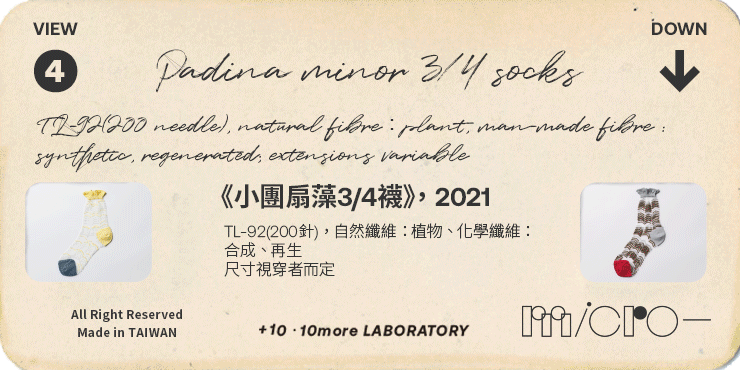 VIEW
DOWN
4
Padina minor 3/4 socks
TL-92(200 needle), natural fibre : plant, man-made fibre :
synthetic, regenerated; extensions variable
《小團扇藻3/4襪》，2021
TL-92(200針)，自然纖維：植物、化學纖維：
合成、再生
尺寸視穿者而定
All Right Reserved
Made in TAIWAN
+10 · 10more LABORATORY
micro—